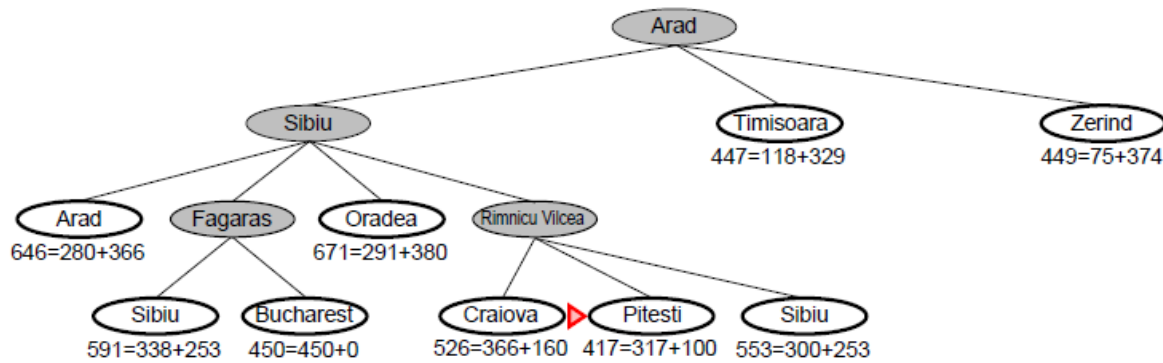 Arad
Sibiu
Timisoara
Zerind
447=118+329
449=75+374
Arad
Fagaras
Oradea
Rimnicu Vilcea
646=280+366
671=291+380
Sibiu
Bucharest
Craiova
Pitesti
Sibiu
591=338+253
450=450+0
526=366+160
417=317+100
553=300+253